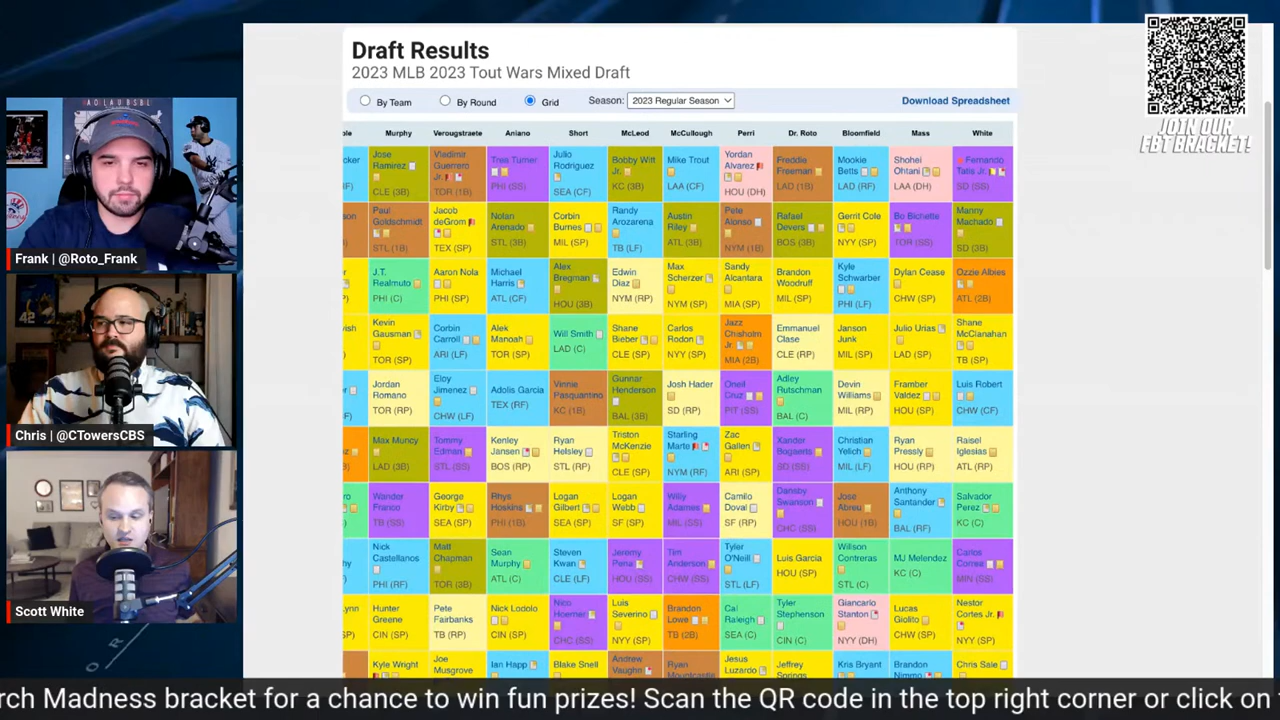 Draft Results
2023 MLB 2023 Tout Wars Mixed Draft
By Team
By Round
Grid
Season: 2023 Regular Season
Download Spreadsheet
Murphy Verougstraete Aniano Short McLeod McCullough Perri Dr. Roto Bloomfield Mass White
Jose Ramirez CLE (3B)
Vladimir Guerrero Jr. TOR (1B)
Trea Turner PHI (SS)
Julio Rodriguez SEA (CF)
Bobby Witt Jr. KC (3B)
Mike Trout LAA (CF)
Yordan Alvarez HOU (DH)
Freddie Freeman LAD (1B)
Mookie Betts LAD (RF)
Shohei Ohtani LAA (DH)
Fernando Tatis Jr. SD (SS)
Paul Goldschmidt STL (1B)
Jacob deGrom TEX (SP)
Nolan Arenado STL (3B)
Corbin Burnes MIL (SP)
Randy Arozarena TB (LF)
Austin Riley ATL (3B)
Pete Alonso NYM (1B)
Rafael Devers BOS (3B)
Gerrit Cole NYY (SP)
Bo Bichette TOR (SS)
Manny Machado SD (3B)
J.T. Realmuto PHI (C)
Aaron Nola PHI (SP)
Michael Harris ATL (CF)
Alex Bregman HOU (3B)
Edwin Diaz NYM (RP)
Max Scherzer NYM (SP)
Sandy Alcantara MIA (SP)
Brandon Woodruff MIL (SP)
Kyle Schwarber PHI (LF)
Dylan Cease CHW (SP)
Ozzie Albies ATL (2B)
Kevin Gausman TOR (SP)
Corbin Carroll ARI (LF)
Alek Manoah TOR (SP)
Will Smith LAD (C)
Shane Bieber CLE (SP)
Carlos Rodon NYY (SP)
Jazz Chisholm Jr. MIA (2B)
Emmanuel Clase CLE (RP)
Janson Junk MIL (SP)
Julio Urias LAD (SP)
Shane McClanahan TB (SP)
Jordan Romano TOR (RP)
Eloy Jimenez CHW (LF)
Adolis Garcia TEX (RF)
Vinnie Pasquantino KC (1B)
Gunnar Henderson BAL (3B)
Josh Hader SD (RP)
Oneil Cruz PIT (SS)
Adley Rutschman BAL (C)
Devin Williams MIL (RP)
Framber Valdez HOU (SP)
Luis Robert CHW (CF)
Max Muncy LAD (3B)
Tommy Edman STL (SS)
Kenley Jansen BOS (RP)
Ryan Helsley STL (RP)
Triston McKenzie CLE (SP)
Starling Marte NYM (RF)
Zac Gallen ARI (SP)
Xander Bogaerts SD (SS)
Christian Yelich MIL (LF)
Ryan Pressly HOU (RP)
Raisel Iglesias ATL (RP)
Wander Franco TB (SS)
George Kirby SEA (SP)
Rhys Hoskins PHI (1B)
Logan Gilbert SEA (SP)
Logan Webb SF (SP)
Willy Adames MIL (SS)
Camilo Doval SF (RP)
Dansby Swanson CHC (SS)
Jose Abreu HOU (1B)
Anthony Santander BAL (RF)
Salvador Perez KC (C)
Nick Castellanos PHI (RF)
Matt Chapman TOR (3B)
Sean Murphy ATL (C)
Steven Kwan CLE (LF)
Jeremy Pena HOU (SS)
Tim Anderson CHW (SS)
Tyler O'Neill STL (LF)
Luis Garcia HOU (SP)
Willson Contreras STL (C)
MJ Melendez KC (C)
Carlos Correa MIN (SS)
Hunter Greene CIN (SP)
Pete Fairbanks TB (RP)
Nick Lodolo CIN (SP)
Nico Hoerner CHC (SS)
Luis Severino NYY (SP)
Brandon Lowe TB (2B)
Cal Raleigh SEA (C)
Tyler Stephenson CIN (C)
Giancarlo Stanton NYY (DH)
Lucas Giolito CHW (SP)
Nestor Cortes Jr. NYY (SP)
Kyle Wright
Joe Musgrove
Ian Happ
Blake Snell
Andrew Vaughn
Ryan Mountcastle
Jesus Luzardo
Jeffrey Springs
Kris Bryant
Brandon Nimmo
Chris Sale
JOIN OUR
FBT BRACKET!
Frank | @Roto_Frank
Chris | @CTowersCBS
Scott White
rch Madness bracket for a chance to win fun prizes! Scan the QR code in the top right corner or click on